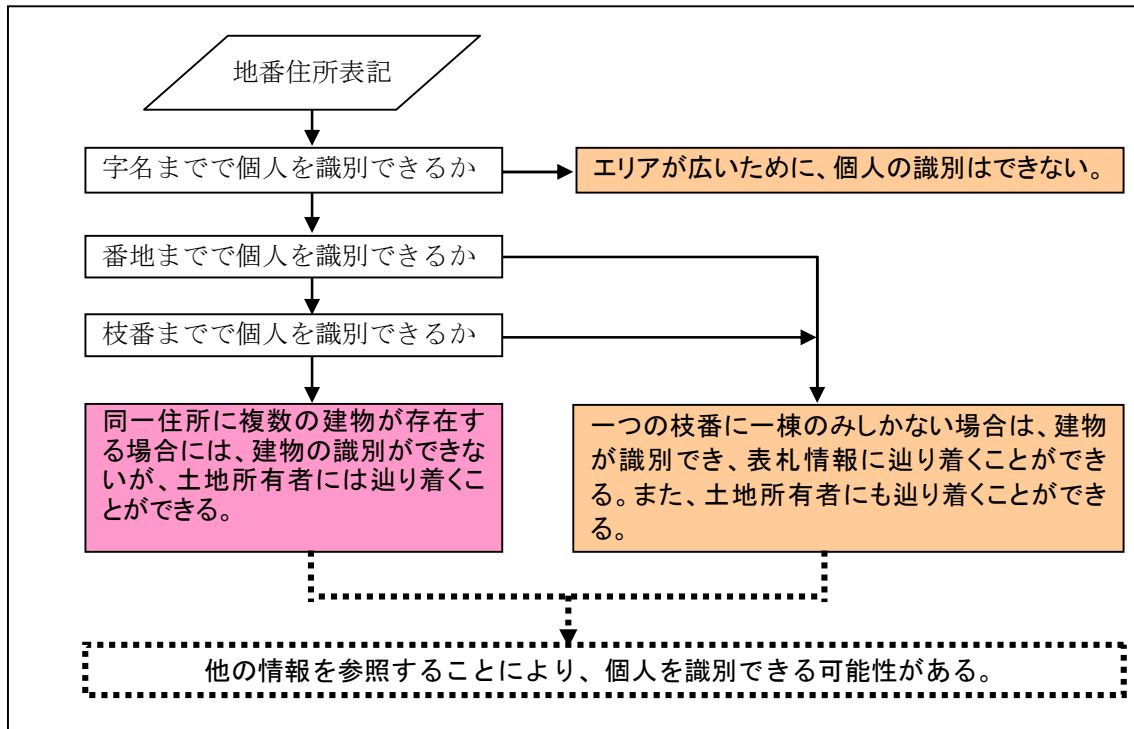 地番住所表記
字名までで個人を識別できるか
エリアが広いために、個人の識別はできない。
番地までで個人を識別できるか
枝番までで個人を識別できるか
同一住所に複数の建物が存在す
る場合には、建物の識別ができな
いが、土地所有者には辿り着くこ
とができる。
一つの枝番に一棟のみしかない場合は、建物
が識別でき、表札情報に辿り着くことができ
る。また、土地所有者にも辿り着くことができ
る。
他の情報を参照することにより、個人を識別できる可能性がある。